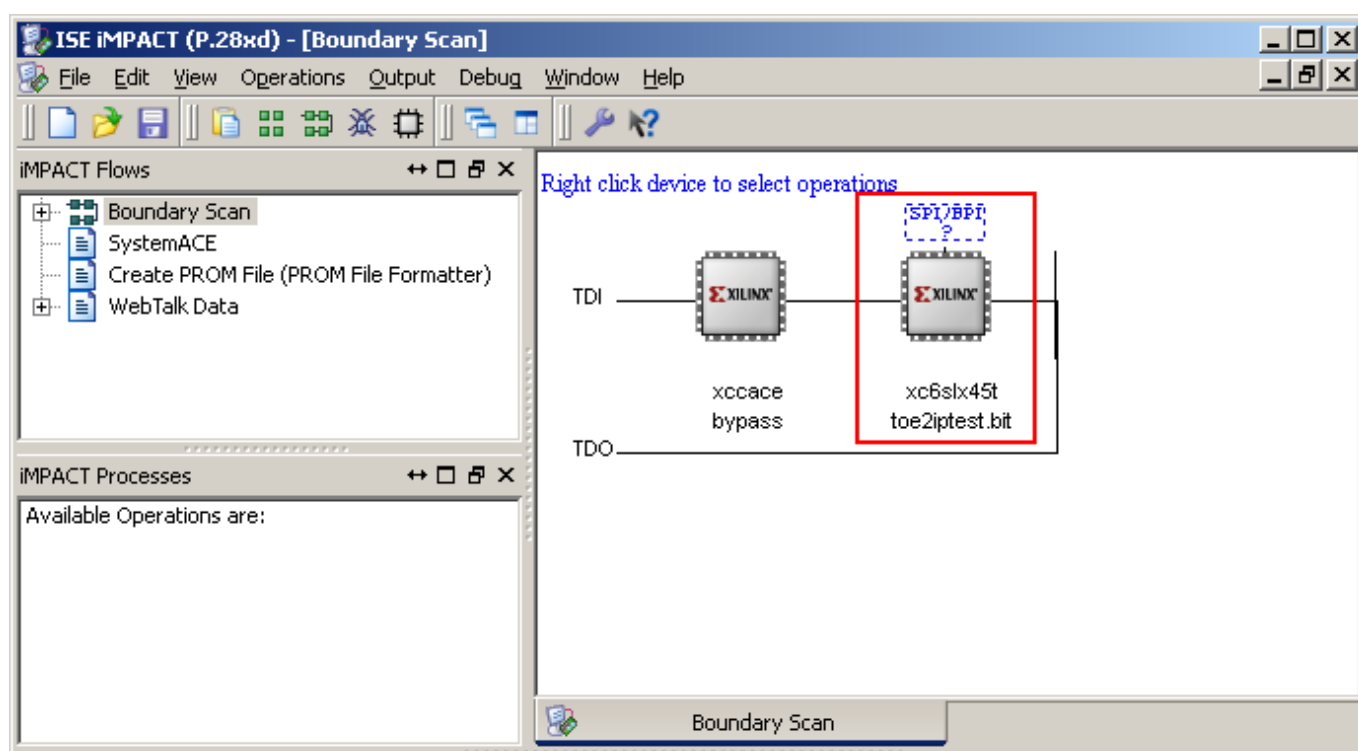 ISE iMPACT (P.28xd) - [Boundary Scan]
File Edit View Operations Output Debug Window Help
iMPACT Flows
Boundary Scan
SystemACE
Create PROM File (PROM File Formatter)
WebTalk Data
iMPACT Processes
Available Operations are:
Right click device to select operations
SPI/BPI
?
TDI
XILINX
XILINX
xccace
bypass
xc6slx45t
toe2iptest.bit
TDO
Boundary Scan